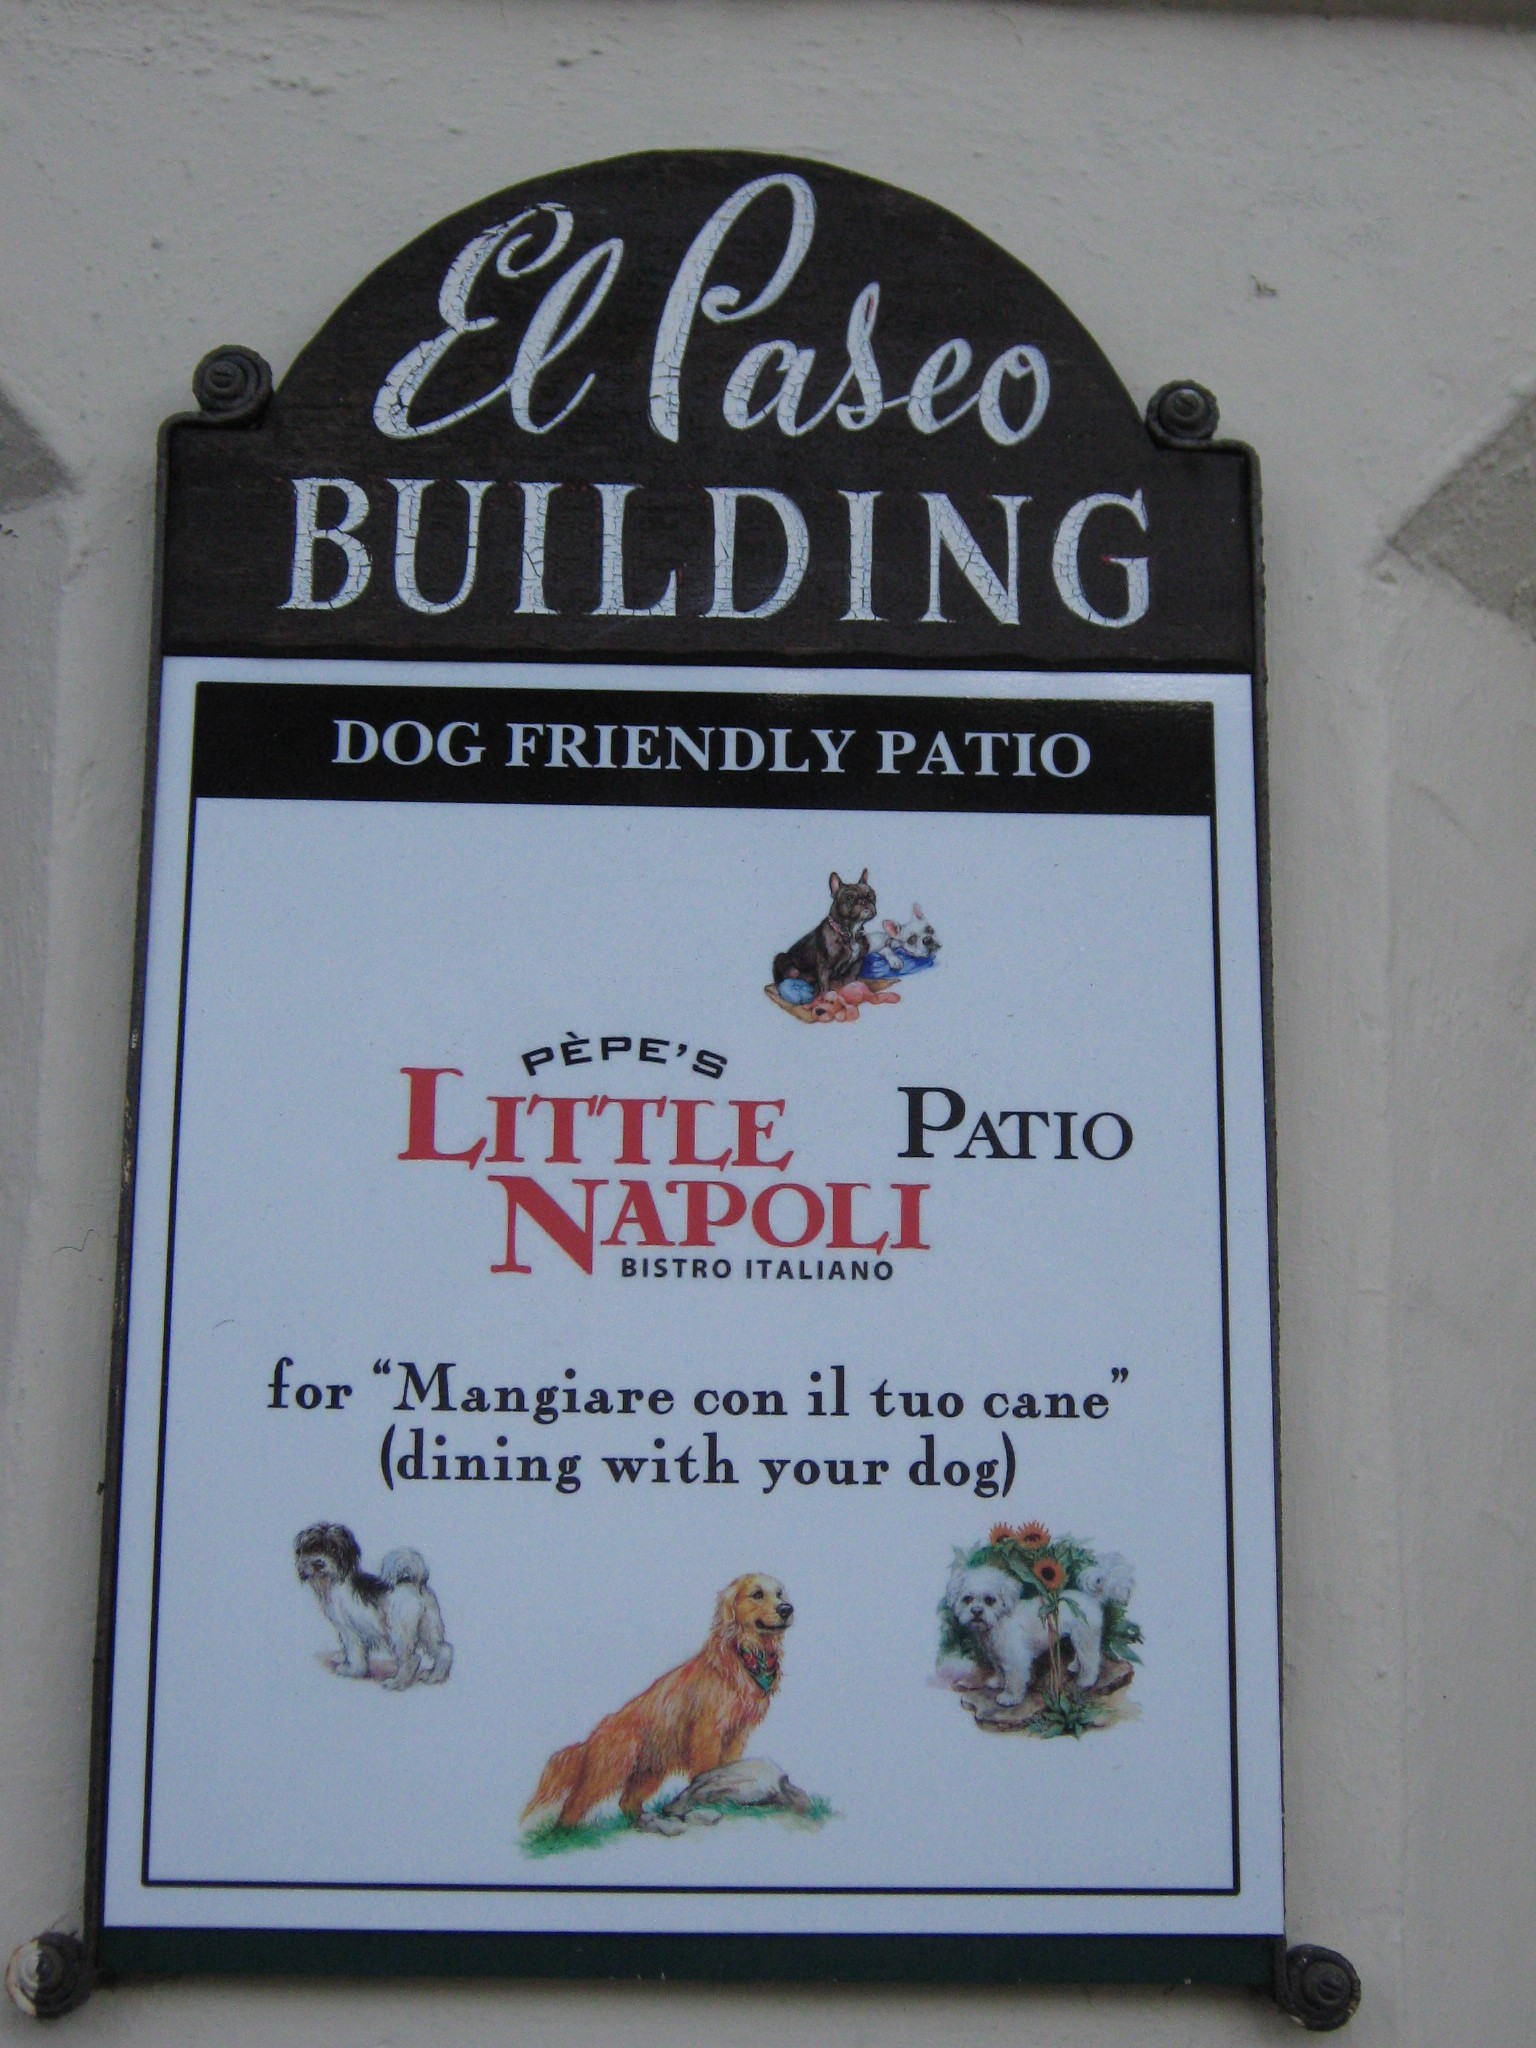 El Paseo
BUILDING
DOG FRIENDLY PATIO
PÈPE'S
LITTLE
PATIO
NAPOLI
BISTRO ITALIANO
for “Mangiare con il tuo cane”
(dining with your dog)